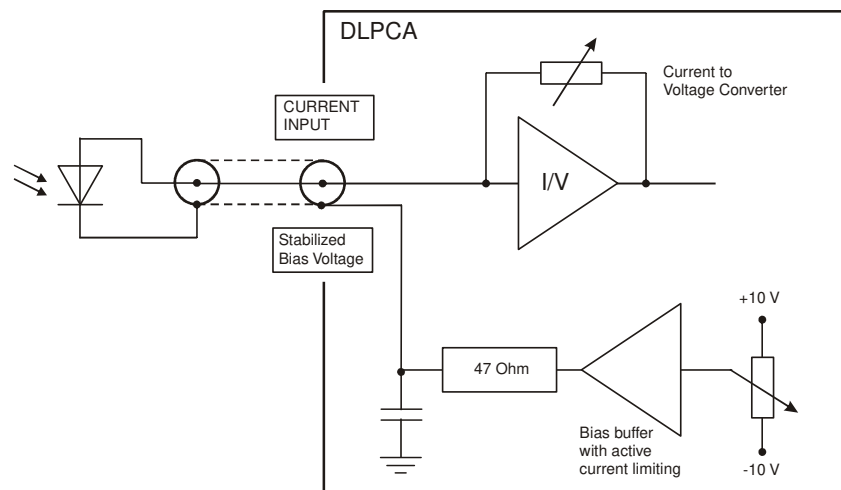 DLPCA
CURRENT
INPUT
Current to
Voltage Converter
I/V
Stabilized
Bias Voltage
+10 V
47 Ohm
Bias buffer
with active
current limiting
-10 V